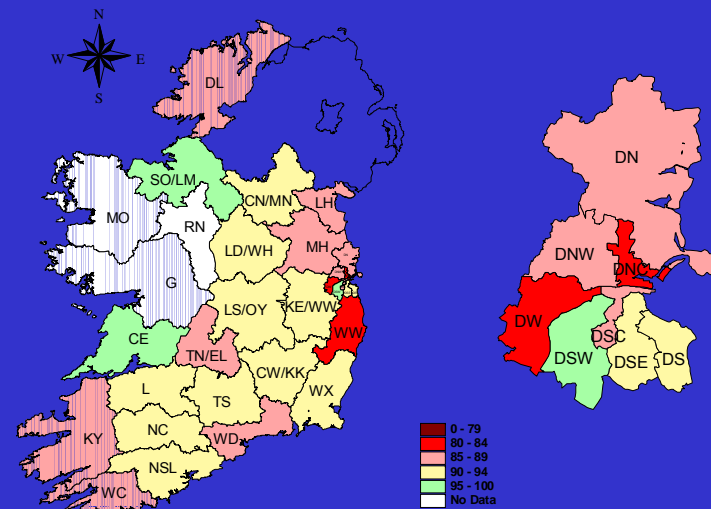 N
W E
S
DL
SO/LM
CN/MN
LH
MO
RN
LD/WH
MH
G
LS/OY
KE/WW
WW
CE
TN/EL
CW/KK
WX
L
TS
KY
NC
WD
NSL
WC
DN
DNW
DNC
DW
DSC
DSW
DSE
DS
0 - 79
80 - 84
85 - 89
90 - 94
95 - 100
No Data